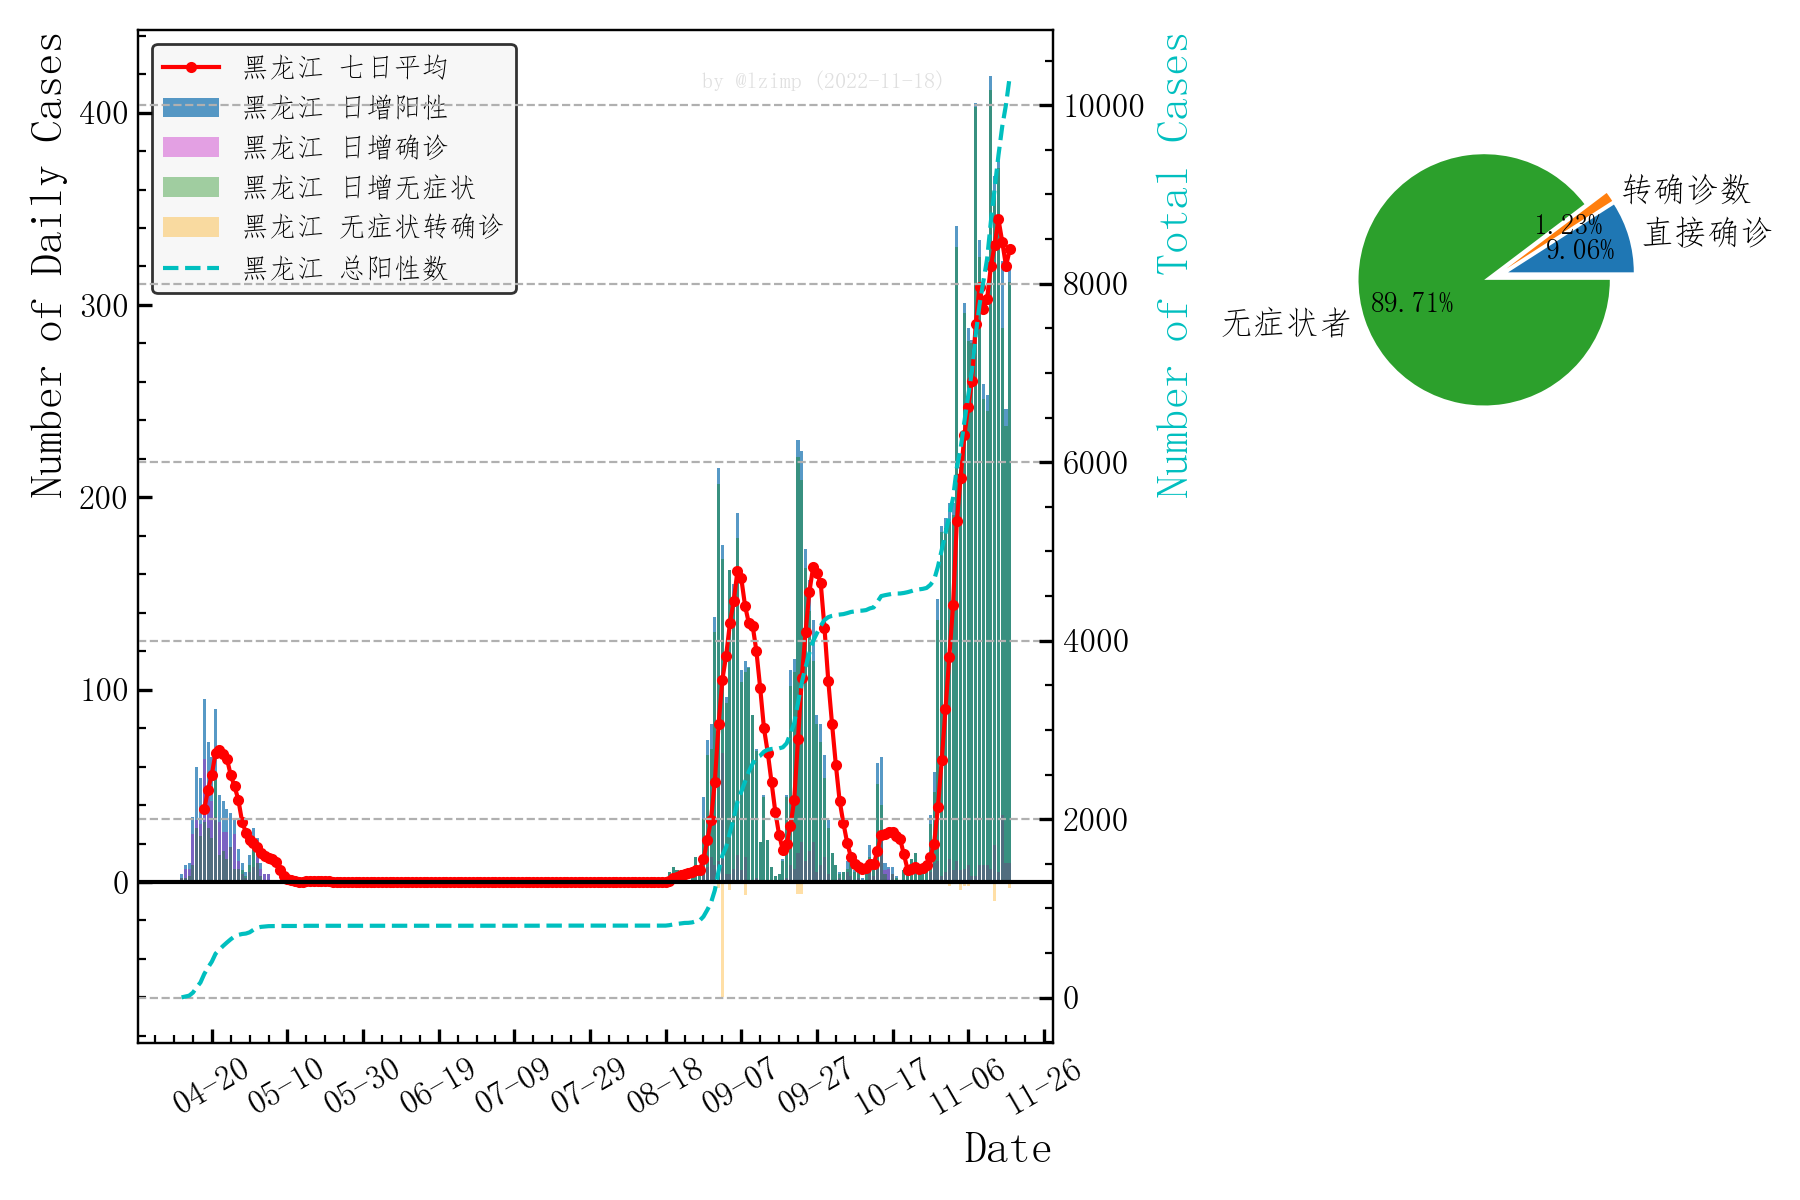 Number of Daily Cases
400
300
200
100
0
黑龙江 七日平均
黑龙江 日增阳性
黑龙江 日增确诊
黑龙江 日增无症状
黑龙江 无症状转确诊
黑龙江 总阳性数
by @lzimp (2022-11-18)
10000
8000
6000
4000
2000
0
Number of Total Cases
04-20
05-10
05-30
06-19
07-09
07-29
08-18
09-07
09-27
10-17
11-06
11-26
Date
转确诊数
1.23%
直接确诊
9.06%
89.71%
无症状者